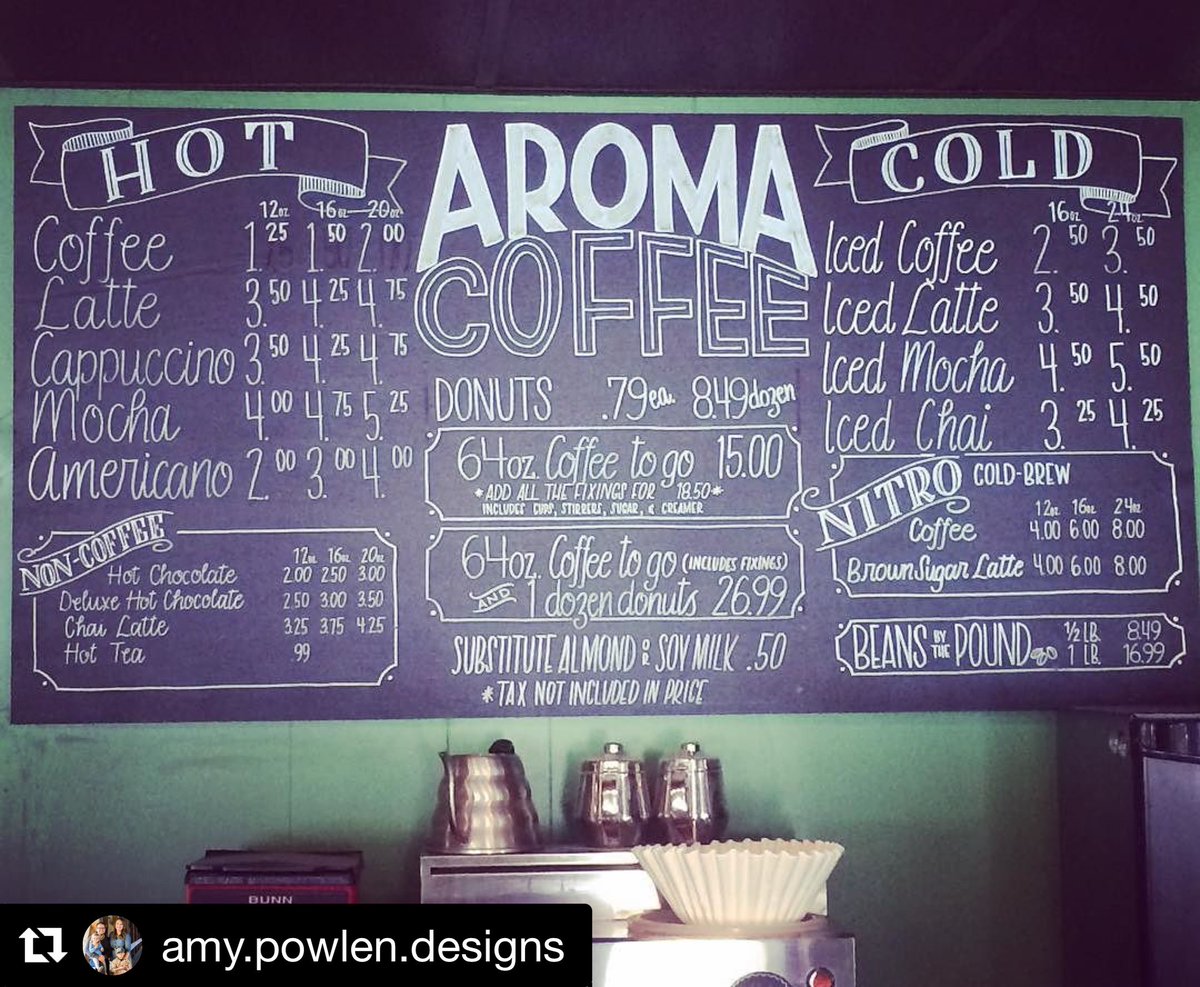 HOT
12oz 16oz 20oz
Coffee 1.25 1.50 2.00
Latte 3.50 4.25 4.75
Cappuccino 3.50 4.25 4.75
Mocha 4.00 4.75 5.25
Americano 2.00 3.00 4.00
NON-COFFEE
12oz 16oz 20oz
Hot Chocolate 2.00 2.50 3.00
Deluxe Hot Chocolate 2.50 3.00 3.50
Chai Latte 3.25 3.75 4.25
Hot Tea .99
AROMA
COFFEE
DONUTS .79 ea. 8.49 dozen
64oz. Coffee to go 15.00
*ADD ALL THE FIXINGS FOR 18.50*
INCLUDES CUPS, STIRRERS, SUGAR, & CREAMER
64oz. Coffee to go (INCLUDES FIXINGS)
AND 1 dozen donuts 26.99
SUBSTITUTE ALMOND OR SOY MILK .50
*TAX NOT INCLUDED IN PRICE
COLD
16oz 24oz
Iced Coffee 2.50 3.50
Iced Latte 3.50 4.50
Iced Mocha 4.50 5.50
Iced Chai 3.25 4.25
NITRO COLD-BREW
12oz 16oz 24oz
Coffee 4.00 6.00 8.00
Brown Sugar Latte 4.00 6.00 8.00
BEANS BY THE POUND 1/2 LB. 8.49
1 LB. 16.99
BUNN
amy.powlen.designs